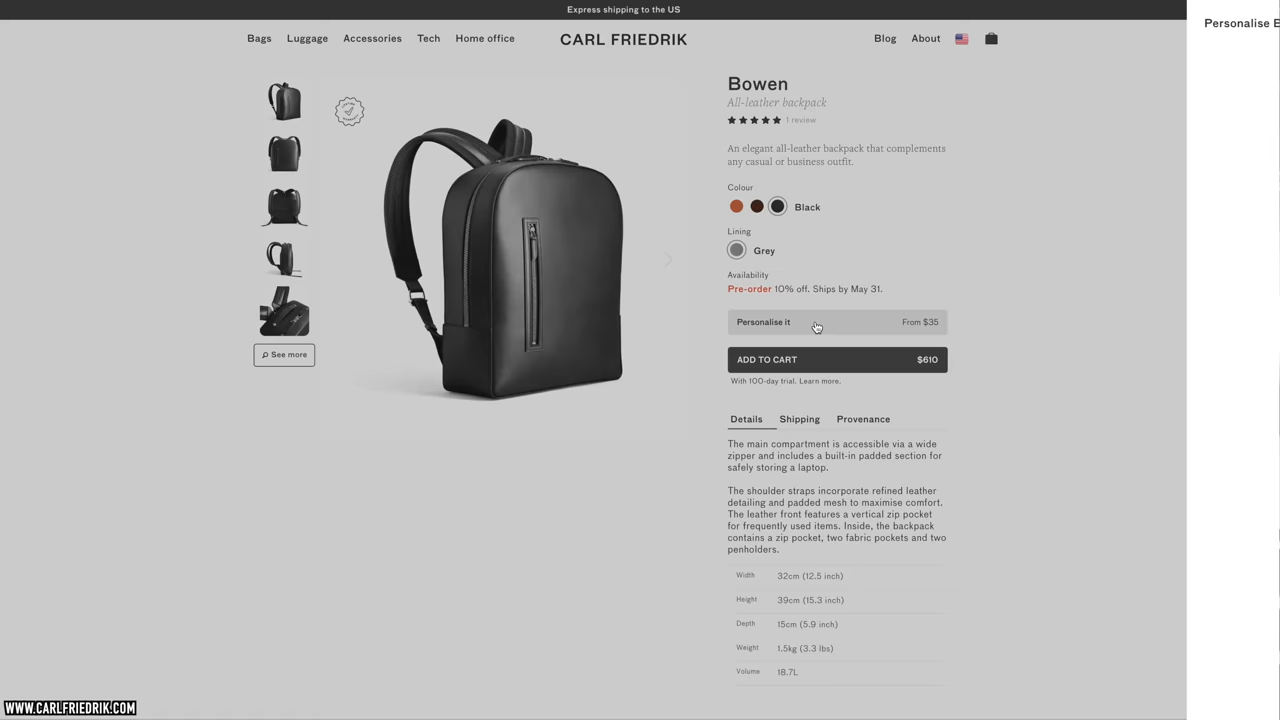 Express shipping to the US
Personalise
Bags Luggage Accessories Tech Home office CARL FRIEDRIK Blog About
Bowen
All-leather backpack
1 review
An elegant all-leather backpack that complements
any casual or business outfit.
Colour
Black
Lining
Grey
Availability
Pre-order 10% off. Ships by May 31.
Personalise it From $35
ADD TO CART $610
With 100-day trial. Learn more.
See more
Details Shipping Provenance
The main compartment is accessible via a wide
zipper and includes a built-in padded section for
safely storing a laptop.
The shoulder straps incorporate refined leather
detailing and padded mesh to maximise comfort.
The leather front features a vertical zip pocket
for frequently used items. Inside, the backpack
contains a zip pocket, two fabric pockets and two
penholders.
Width 32cm (12.5 inch)
Height 39cm (15.3 inch)
Depth 15cm (5.9 inch)
Weight 1.5kg (3.3 lbs)
Volume 18.7L
WWW.CARLFRIEDRIK.COM